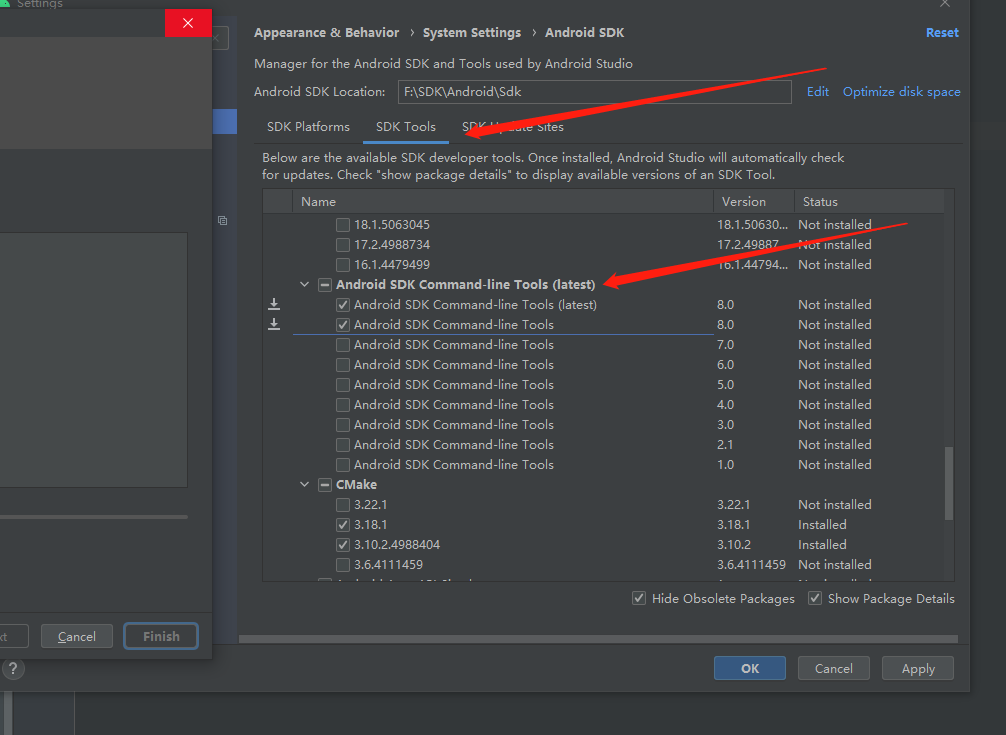 Settings
Appearance & Behavior › System Settings › Android SDK
Reset
Manager for the Android SDK and Tools used by Android Studio
Android SDK Location: F:\SDK\Android\Sdk Edit Optimize disk space
SDK Platforms SDK Tools SDK Update Sites
Below are the available SDK developer tools. Once installed, Android Studio will automatically check
for updates. Check "show package details" to display available versions of an SDK Tool.
Name Version Status
18.1.5063045 18.1.50630... Not installed
17.2.4988734 17.2.49887... Not installed
16.1.4479499 16.1.44794... Not installed
Android SDK Command-line Tools (latest)
Android SDK Command-line Tools (latest) 8.0 Not installed
Android SDK Command-line Tools 8.0 Not installed
Android SDK Command-line Tools 7.0 Not installed
Android SDK Command-line Tools 6.0 Not installed
Android SDK Command-line Tools 5.0 Not installed
Android SDK Command-line Tools 4.0 Not installed
Android SDK Command-line Tools 3.0 Not installed
Android SDK Command-line Tools 2.1 Not installed
Android SDK Command-line Tools 1.0 Not installed
CMake
3.22.1 3.22.1 Not installed
3.18.1 3.18.1 Installed
3.10.2.4988404 3.10.2 Installed
3.6.4111459 3.6.4111459 Not installed
Hide Obsolete Packages Show Package Details
Cancel Finish
?
OK Cancel Apply